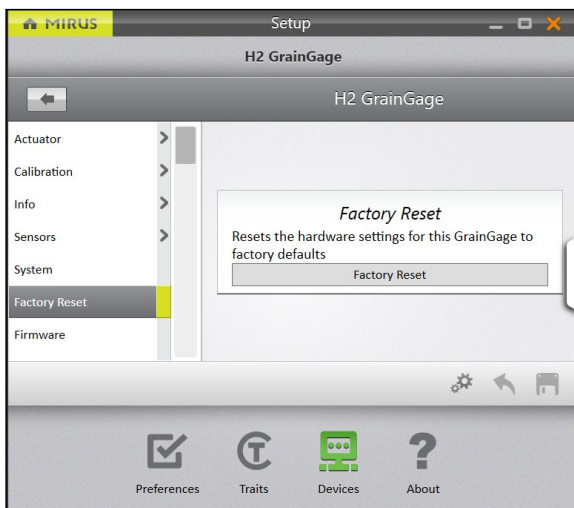 MIRUS
Setup
H2 GrainGage
H2 GrainGage
Actuator
Calibration
Info
Sensors
System
Factory Reset
Firmware
Factory Reset
Resets the hardware settings for this GrainGage to
factory defaults
Factory Reset
Preferences
Traits
Devices
About